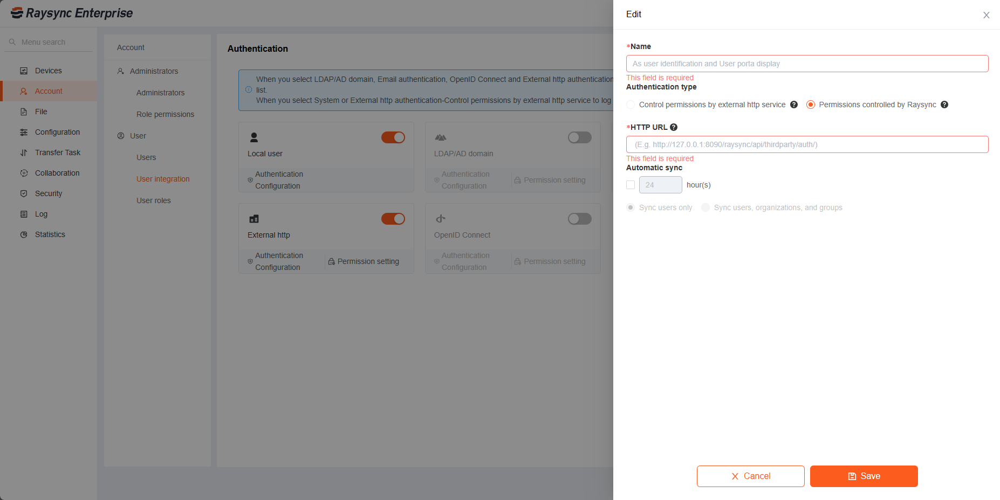 Raysync Enterprise
Menu search
Devices
Account
File
Configuration
Transfer Task
Collaboration
Security
Log
Statistics
Account
Administrators
Administrators
Role permissions
User
Users
User integration
User roles
Authentication
When you select LDAP/AD domain, Email authentication, OpenID Connect and External http authentication
list.
When you select System or External http authentication-Control permissions by external http service to log
Local user
Authentication
Configuration
LDAP/AD domain
Authentication
Configuration
Permission setting
External http
Authentication
Configuration
Permission setting
OpenID Connect
Authentication
Configuration
Permission setting
Edit
*Name
As user identification and User porta display
This field is required
Authentication type
Control permissions by external http service ? Permissions controlled by Raysync ?
*HTTP URL ?
(E.g. http://127.0.0.1:8090/raysync/api/thirdparty/auth/)
This field is required
Automatic sync
24 hour(s)
Sync users only Sync users, organizations, and groups
Cancel Save